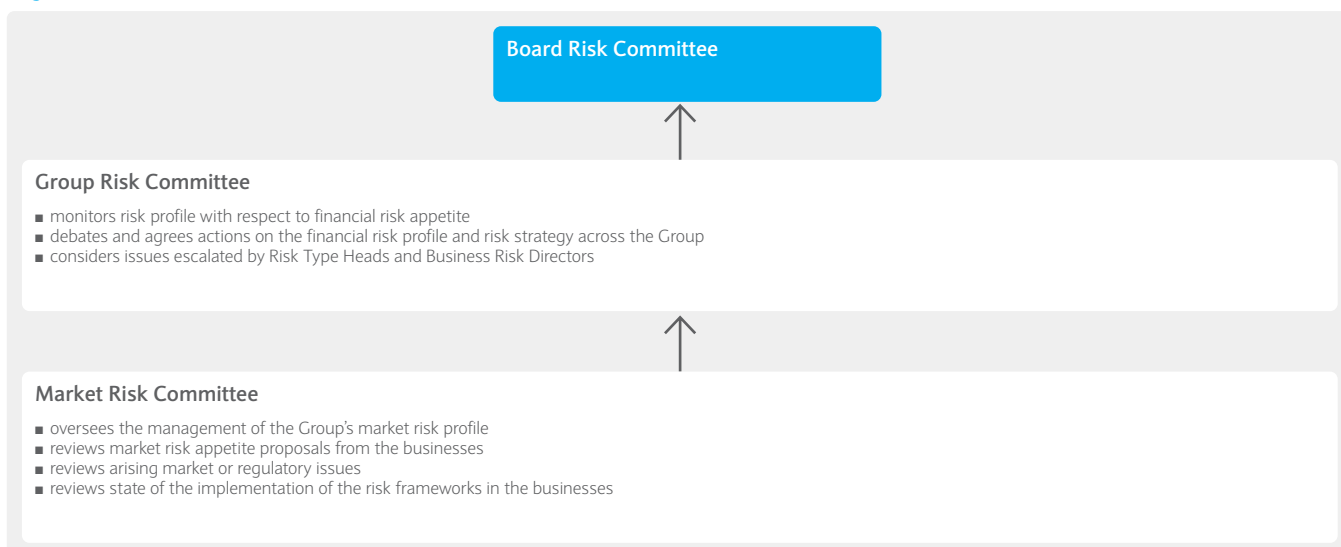 Board Risk Committee
Group Risk Committee
■ monitors risk profile with respect to financial risk appetite
■ debates and agrees actions on the financial risk profile and risk strategy across the Group
■ considers issues escalated by Risk Type Heads and Business Risk Directors
Market Risk Committee
■ oversees the management of the Group’s market risk profile
■ reviews market risk appetite proposals from the businesses
■ reviews arising market or regulatory issues
■ reviews state of the implementation of the risk frameworks in the businesses